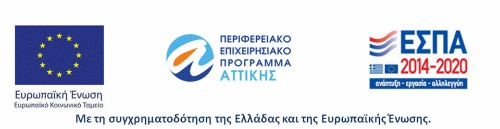 Ευρωπαϊκή Ένωση
Ευρωπαϊκό Κοινωνικό Ταμείο
ΠΕΡΙΦΕΡΕΙΑΚΟ
ΕΠΙΧΕΙΡΗΣΙΑΚΟ
ΠΡΟΓΡΑΜΜΑ
ΑΤΤΙΚΗΣ
ΕΣΠΑ
2014-2020
ανάπτυξη - εργασία - αλληλεγγύη
Με τη συγχρηματοδότηση της Ελλάδας και της Ευρωπαϊκής Ένωσης.